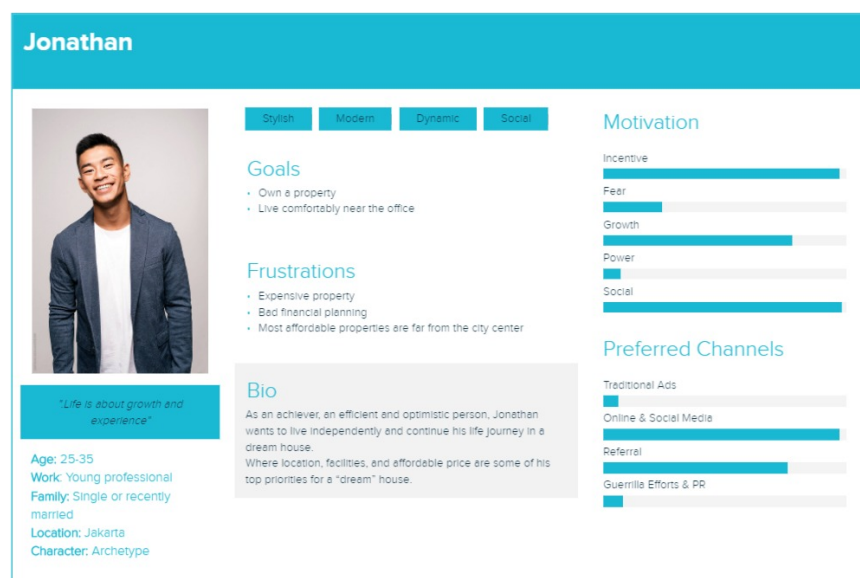 Jonathan
Stylish
Modern
Dynamic
Social
Goals
• Own a property
• Live comfortably near the office
Frustrations
• Expensive property
• Bad financial planning
• Most affordable properties are far from the city center
Bio
As an achiever, an efficient and optimistic person, Jonathan
wants to live independently and continue his life journey in a
dream house.
Where location, facilities, and affordable price are some of his
top priorities for a “dream” house.
"Life is about growth and
experience"
Age: 25-35
Work: Young professional
Family: Single or recently
married
Location: Jakarta
Character: Archetype
Motivation
Incentive
Fear
Growth
Power
Social
Preferred Channels
Traditional Ads
Online & Social Media
Referral
Guerrilla Efforts & PR